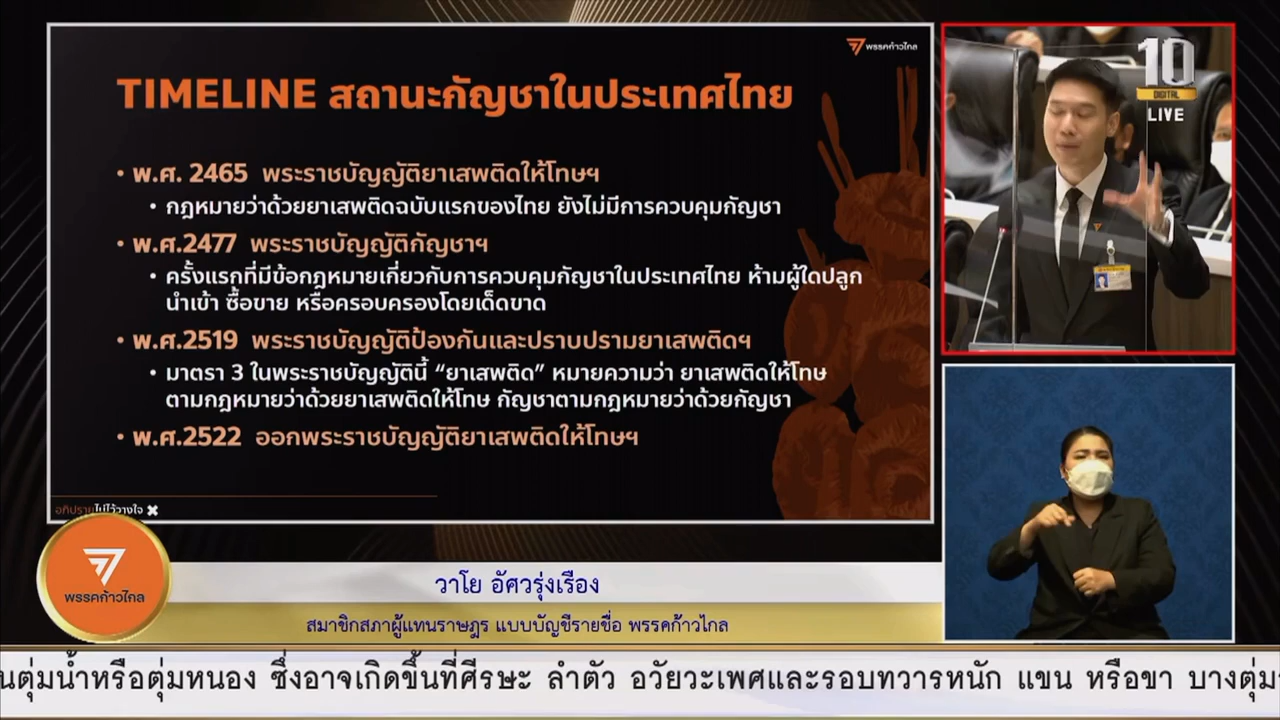 พรรคก้าวไกล
TIMELINE สถานะกัญชาในประเทศไทย
• พ.ศ. 2465 พระราชบัญญัติยาเสพติดให้โทษฯ
• กฎหมายว่าด้วยยาเสพติดฉบับแรกของไทย ยังไม่มีการควบคุมกัญชา
• พ.ศ.2477 พระราชบัญญัติกัญชาฯ
• ครั้งแรกที่มีข้อกฎหมายเกี่ยวกับการควบคุมกัญชาในประเทศไทย ห้ามผู้ใดปลูก
นำเข้า ซื้อขาย หรือครอบครองโดยเด็ดขาด
• พ.ศ.2519 พระราชบัญญัติป้องกันและปราบปรามยาเสพติดฯ
• มาตรา 3 ในพระราชบัญญัตินี้ “ยาเสพติด” หมายความว่า ยาเสพติดให้โทษ
ตามกฎหมายว่าด้วยยาเสพติดให้โทษ กัญชาตามกฎหมายว่าด้วยกัญชา
• พ.ศ.2522 ออกพระราชบัญญัติยาเสพติดให้โทษฯ
อภิปรายไม่ไว้วางใจ
10
DIGITAL
LIVE
พรรคก้าวไกล
วาโย อัศวรุ่งเรือง
สมาชิกสภาผู้แทนราษฎร แบบบัญชีรายชื่อ พรรคก้าวไกล
นตุ่มน้ำหรือตุ่มหนอง ซึ่งอาจเกิดขึ้นที่ศีรษะ ลำตัว อวัยวะเพศและรอบทวารหนัก แขน หรือขา บางตุ่ม